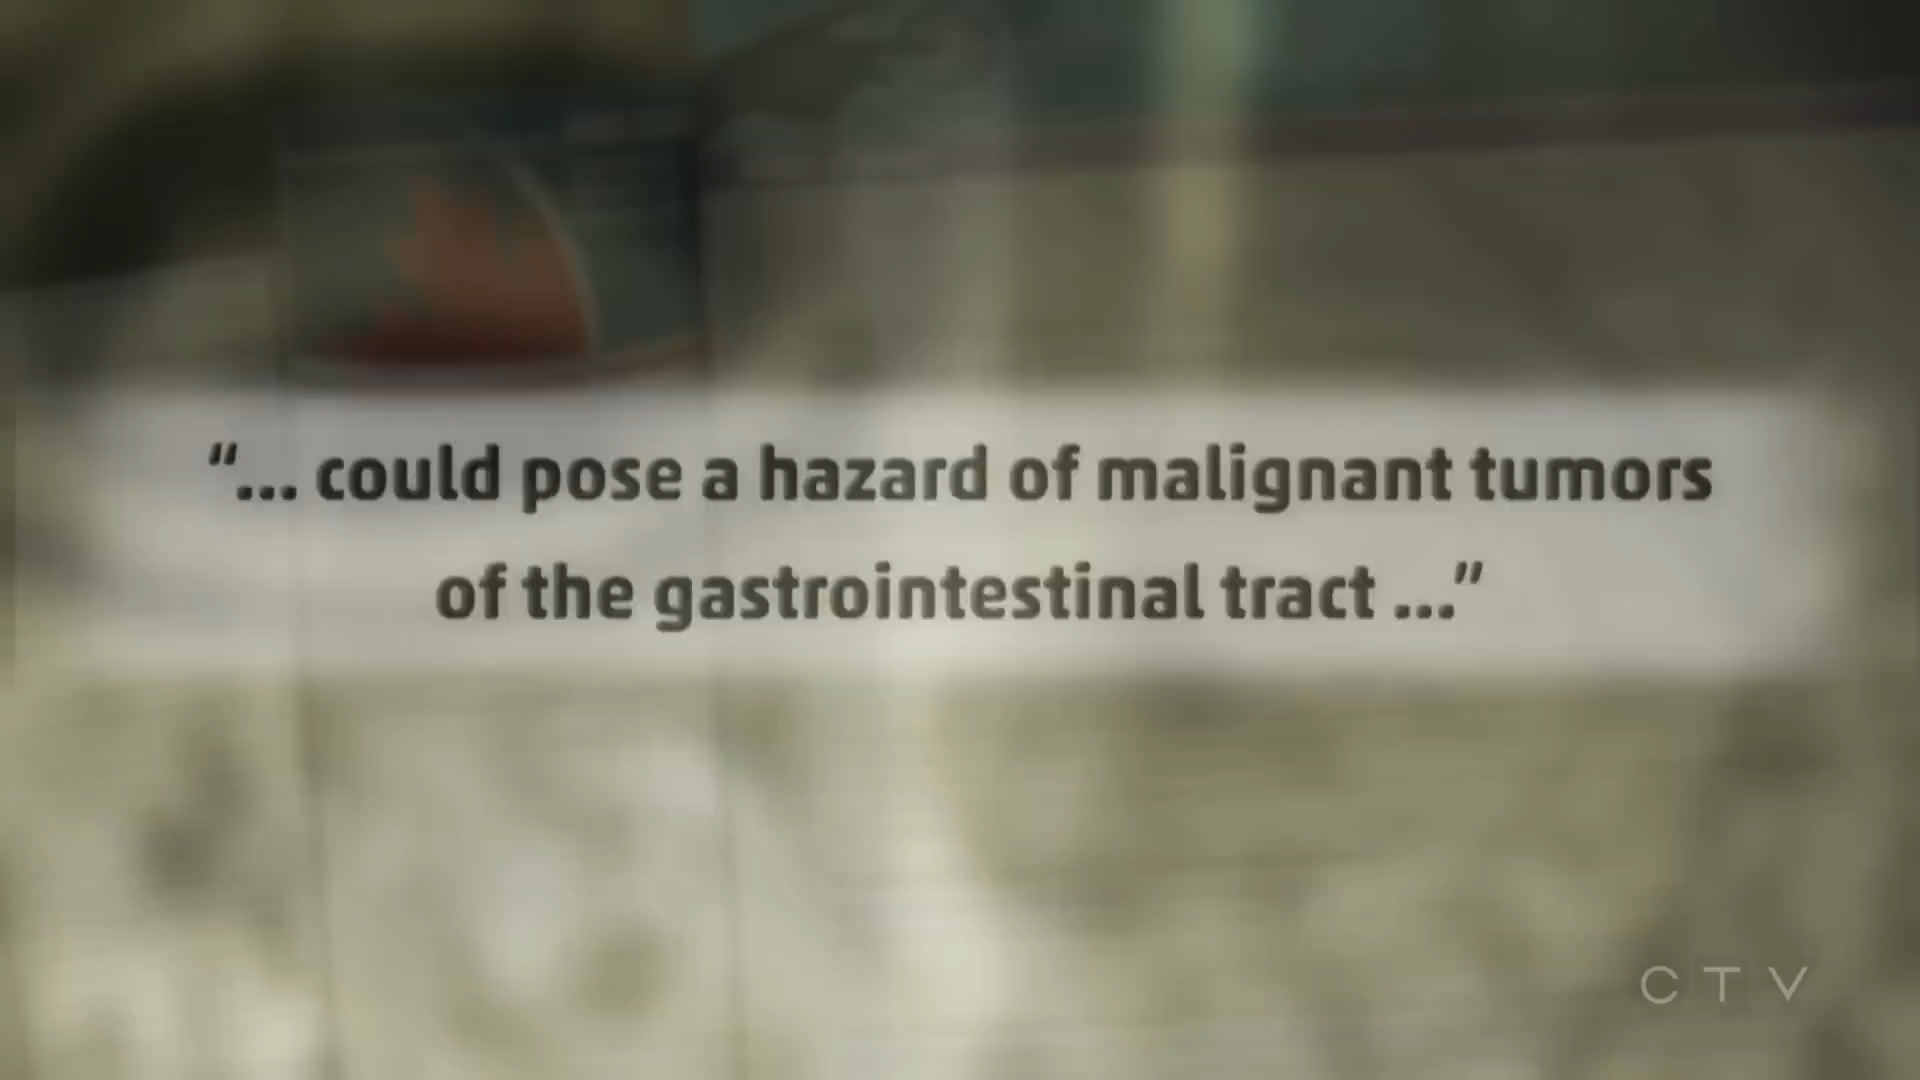 “... could pose a hazard of malignant tumors
of the gastrointestinal tract ...”
CTV